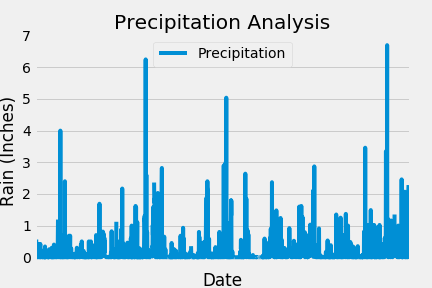 Precipitation Analysis
Precipitation
Rain (Inches)
7
6
5
4
3
2
1
0
Date